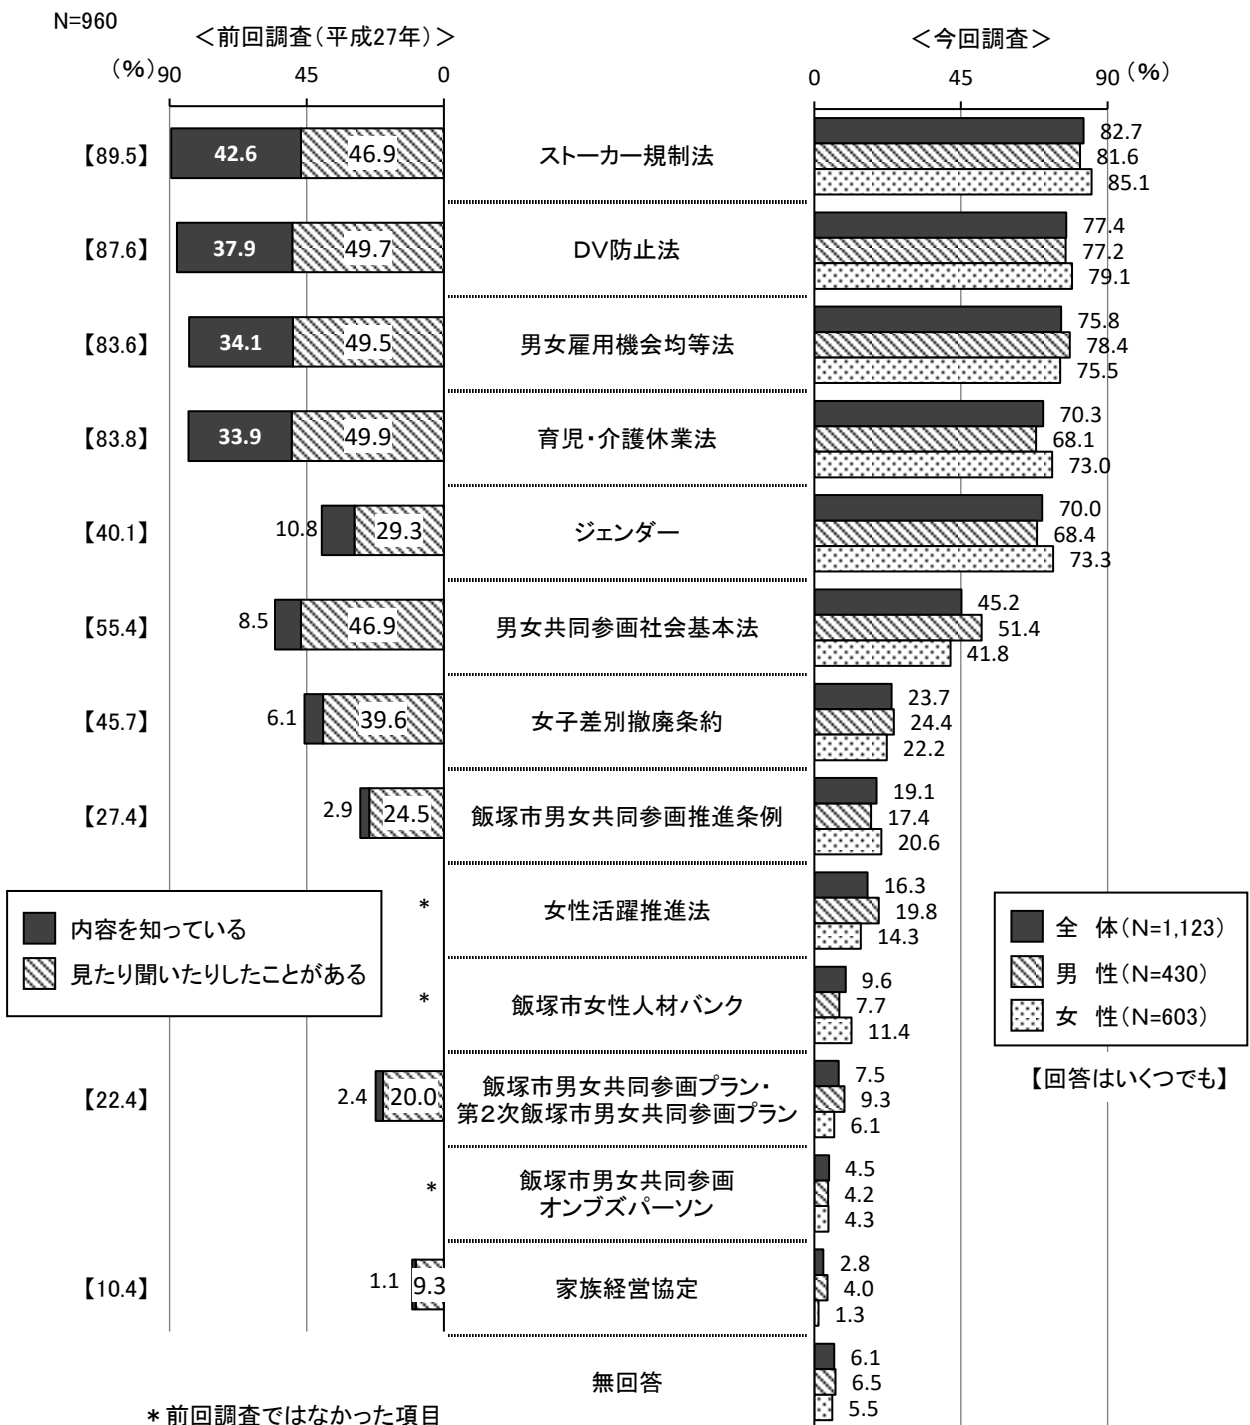 N=960
＜前回調査（平成27年）＞
＜今回調査＞
（%）90 45 0
0 45 90（%）
【89.5】 42.6 46.9 ストーカー規制法 82.7
81.6
85.1
【87.6】 37.9 49.7 DV防止法 77.4
77.2
79.1
【83.6】 34.1 49.5 男女雇用機会均等法 75.8
78.4
75.5
【83.8】 33.9 49.9 育児・介護休業法 70.3
68.1
73.0
【40.1】 10.8 29.3 ジェンダー 70.0
68.4
73.3
【55.4】 8.5 46.9 男女共同参画社会基本法 45.2
51.4
41.8
【45.7】 6.1 39.6 女子差別撤廃条約 23.7
24.4
22.2
【27.4】 2.9 24.5 飯塚市男女共同参画推進条例 19.1
17.4
20.6
* 女性活躍推進法 16.3
19.8
14.3
* 飯塚市女性人材バンク 9.6
7.7
11.4
【22.4】 2.4 20.0 飯塚市男女共同参画プラン・
第2次飯塚市男女共同参画プラン
7.5
9.3
6.1
* 飯塚市男女共同参画
オンブズパーソン
4.5
4.2
4.3
【10.4】 1.1 9.3 家族経営協定 2.8
4.0
1.3
無回答 6.1
6.5
5.5
内容を知っている
見たり聞いたりしたことがある
全　体（N=1,123）
男　性（N=430）
女　性（N=603）
【回答はいくつでも】
*前回調査ではなかった項目